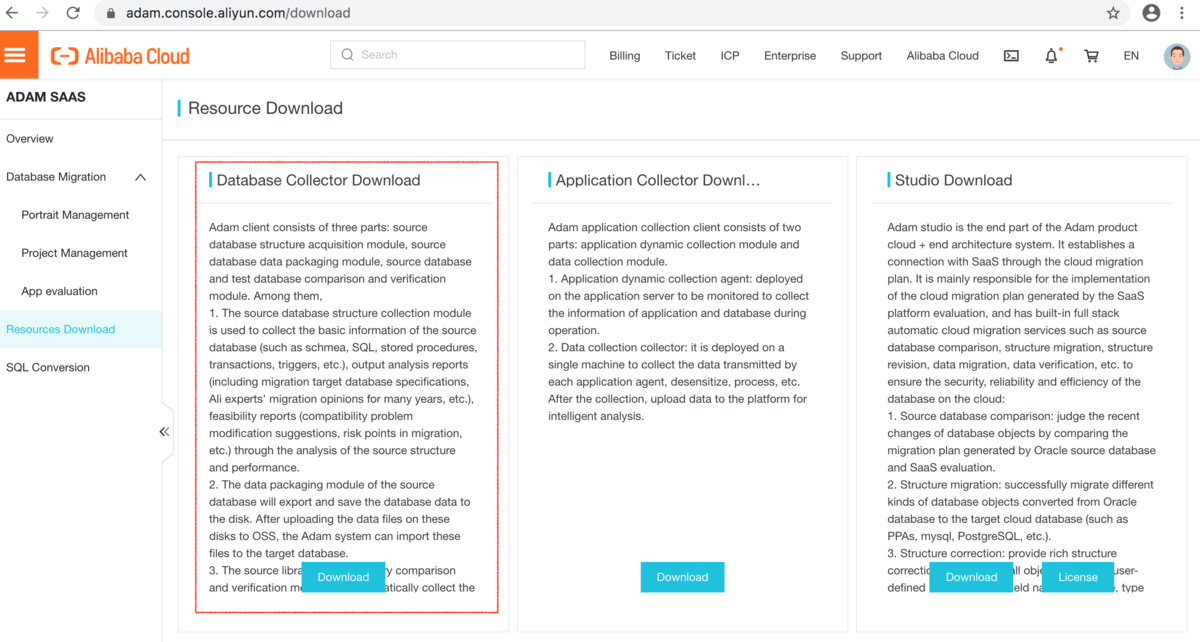 adam.console.aliyun.com/download
Alibaba Cloud
Search
Billing
Ticket
ICP
Enterprise
Support
Alibaba Cloud
EN
ADAM SAAS
Overview
Database Migration
Portrait Management
Project Management
App evaluation
Resources Download
SQL Conversion
Resource Download
Database Collector Download
Adam client consists of three parts: source
database structure acquisition module, source
database data packaging module, source database
and test database comparison and verification
module. Among them,
1. The source database structure collection module
is used to collect the basic information of the source
database (such as schmea, SQL, stored procedures,
transactions, triggers, etc.), output analysis reports
(including migration target database specifications,
Ali experts' migration opinions for many years, etc.),
feasibility reports (compatibility problem
modification suggestions, risk points in migration,
etc.) through the analysis of the source structure
and performance.
2. The data packaging module of the source
database will export and save the database data to
the disk. After uploading the data files on these
disks to OSS, the Adam system can import these
files to the target database.
3. The source comparison
and verification collect the
Download
Application Collector Downl...
Adam application collection client consists of two
parts: application dynamic collection module and
data collection module.
1. Application dynamic collection agent: deployed
on the application server to be monitored to collect
the information of application and database during
operation.
2. Data collection collector: it is deployed on a
single machine to collect the data transmitted by
each application agent, desensitize, process, etc.
After the collection, upload data to the platform for
intelligent analysis.
Download
Studio Download
Adam studio is the end part of the Adam product
cloud + end architecture system. It establishes a
connection with SaaS through the cloud migration
plan. It is mainly responsible for the implementation
of the cloud migration plan generated by the SaaS
platform evaluation, and has built-in full stack
automatic cloud migration services such as source
database comparison, structure migration, structure
revision, data migration, data verification, etc. to
ensure the security, reliability and efficiency of the
database on the cloud:
1. Source database comparison: judge the recent
changes of database objects by comparing the
migration plan generated by Oracle source database
and SaaS evaluation.
2. Structure migration: successfully migrate different
kinds of database objects converted from Oracle
database to the target cloud database (such as
PPAs, mysql, PostgreSQL, etc.).
3. Structure correction: provide rich structure
user-
defined type
Download
License